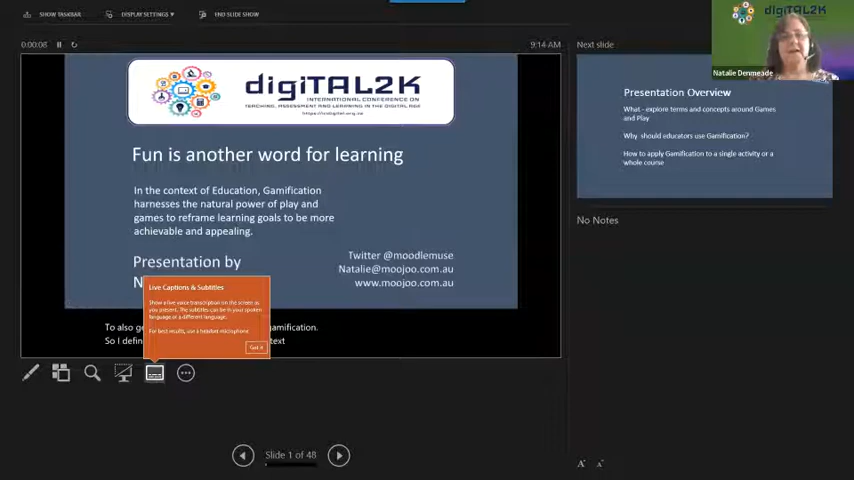 SHOW TASKBAR
DISPLAY SETTINGS ▼
END SLIDE SHOW
0:00:08
9:14 AM
digiTAL2K
INTERNATIONAL CONFERENCE ON
TEACHING, ASSESSMENT AND LEARNING IN THE DIGITAL AGE
Fun is another word for learning
In the context of Education, Gamification
harnesses the natural power of play and
games to reframe learning goals to be more
achievable and appealing.
Presentation by
N
Twitter @moodlemuse
Natalie@moojoo.com.au
www.moojoo.com.au
Live Captions & Subtitles
Show a live voice transcription on the screen as
you present. The subtitles can be in your spoken
language or a different language.
For best results, use a headset microphone.
Got it
To also g
amification.
So I defin
text
Slide 1 of 48
Next slide
Presentation Overview
What - explore terms and concepts around Games
and Play
Why should educators use Gamification?
How to apply Gamification to a single activity or a
whole course
No Notes
A
A
digiTAL2K
Natalie Denmeade